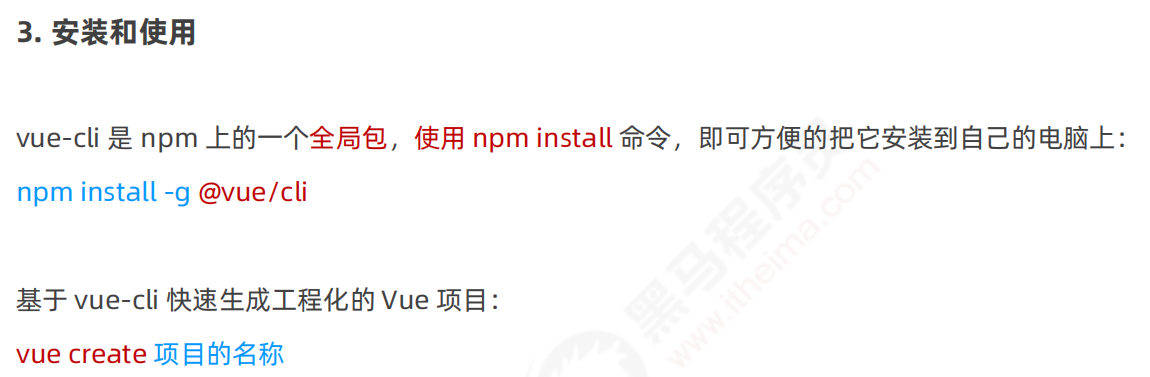 3. 安装和使用
vue-cli 是 npm 上的一个全局包，使用 npm install 命令，即可方便的把它安装到自己的电脑上：
npm install -g @vue/cli
基于 vue-cli 快速生成工程化的 Vue 项目：
vue create 项目的名称
黑马程序员
www.itheima.com